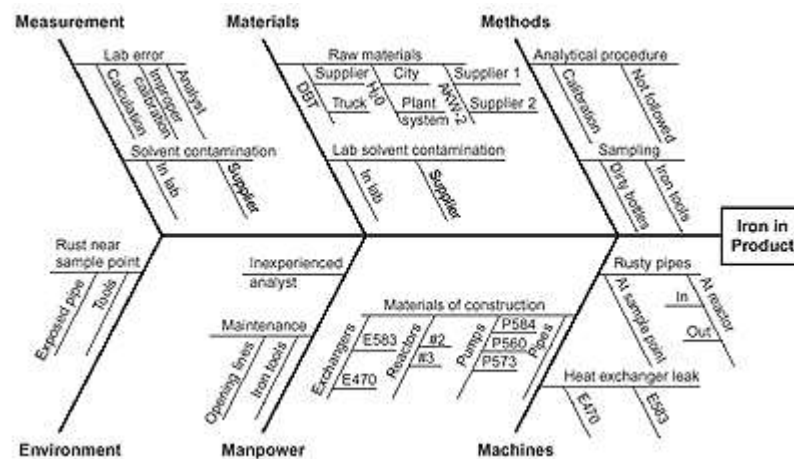 Measurement
Materials
Methods
Lab error
Calculation
Improper
calibration
Analyst
Solvent contamination
In lab
Supplier
Raw materials
DBT
Supplier
Truck
H20
City
Plant
system
AKW-2
Supplier 1
Supplier 2
Lab solvent contamination
In lab
Supplier
Analytical procedure
Calibration
Not followed
Sampling
Dirty bottles
Iron tools
Iron in
Product
Rust near
sample point
Exposed pipe
Tools
Inexperienced
analyst
Maintenance
Opening lines
Iron tools
Materials of construction
Exchangers
E583
E470
Reactors
#2
#3
Pumps
P584
P560
P573
Pipes
Rusty pipes
At sample point
At reactor
In
Out
Heat exchanger leak
E470
E583
Environment
Manpower
Machines